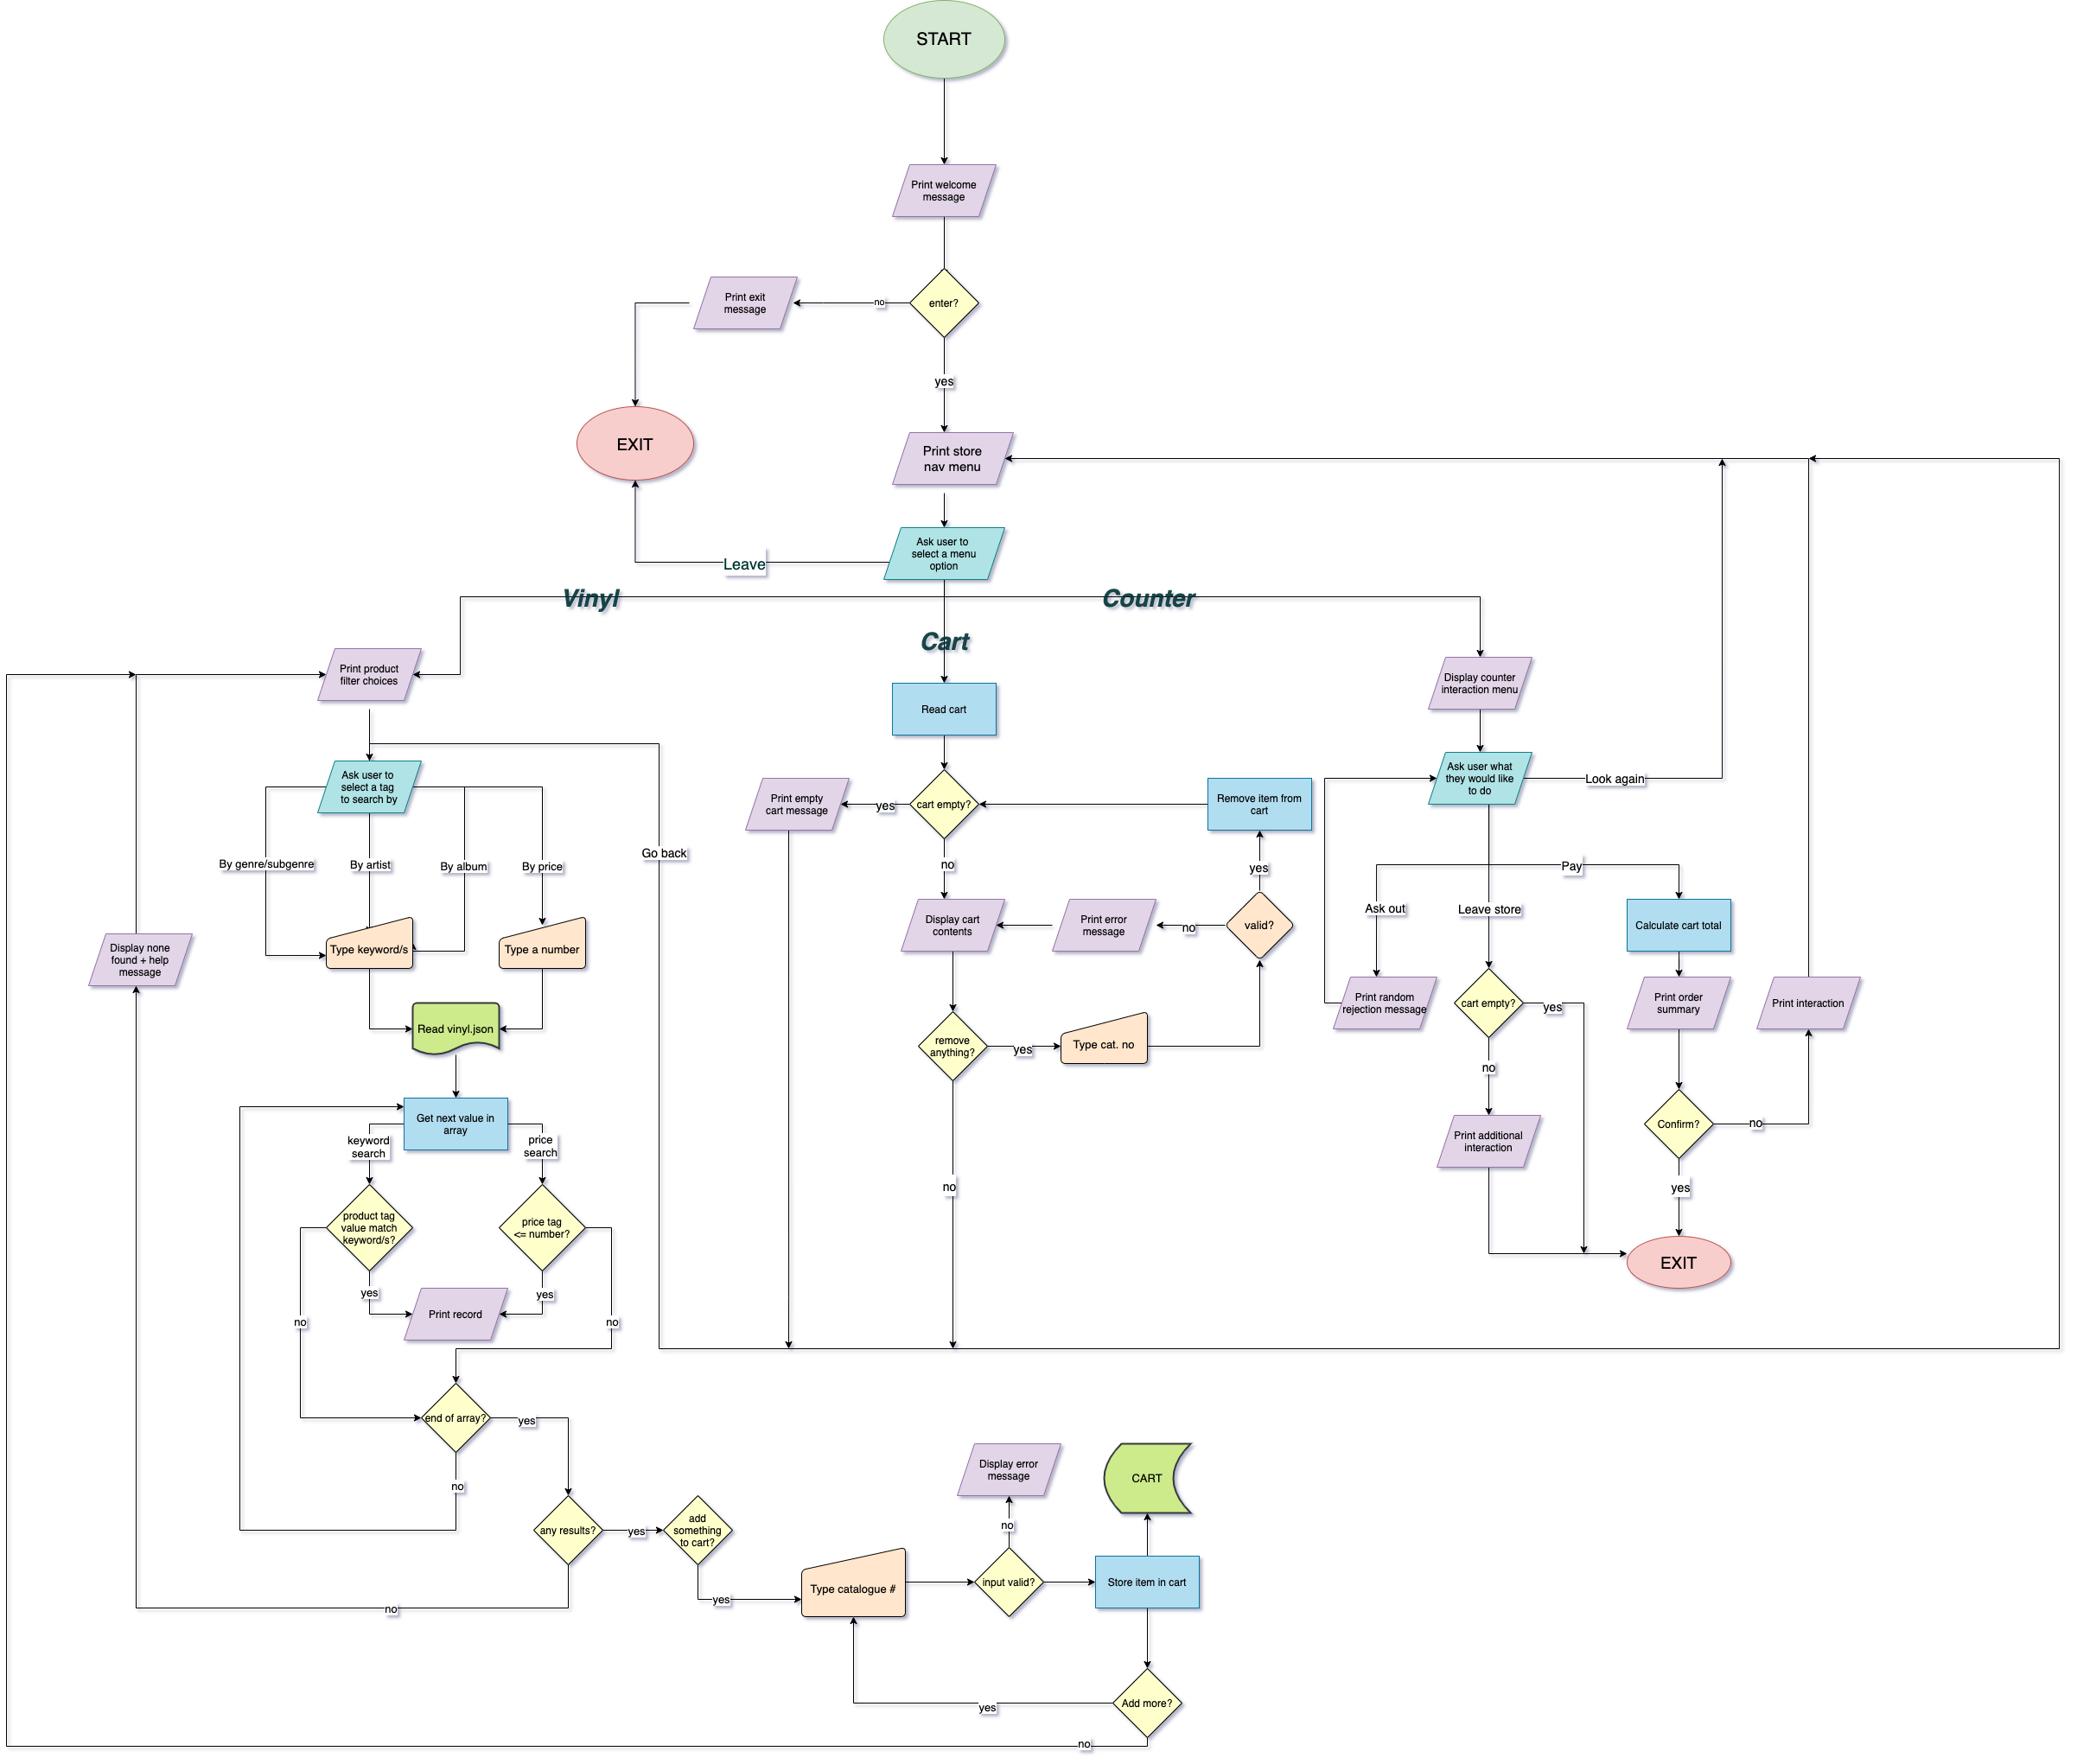 START
Print welcome
message
enter?
no
Print exit
message
yes
EXIT
Print store
nav menu
Ask user to
select a menu
option
Leave
Vinyl
Counter
Cart
Print product
filter choices
Display counter
interaction menu
Read cart
Ask user to
select a tag
to search by
Go back
Print empty
cart message
yes
cart empty?
Remove item from
cart
Ask user what
they would like
to do
Look again
By genre/subgenre
By artist
By album
By price
no
yes
Pay
Ask out
Leave store
Display none
found + help
message
Type keyword/s
Type a number
Display cart
contents
Print error
message
no
valid?
Calculate cart total
Read vinyl.json
remove
anything?
yes
Type cat. no
Print random
rejection message
cart empty?
yes
Print order
summary
Print interaction
no
Get next value in
array
keyword
search
price
search
Print additional
interaction
Confirm?
no
product tag
value match
keyword/s?
price tag
<= number?
no
yes
yes
yes
Print record
no
no
EXIT
end of array?
yes
no
any results?
yes
add
something
to cart?
yes
no
Display error
message
CART
no
Type catalogue #
input valid?
Store item in cart
Add more?
yes
no